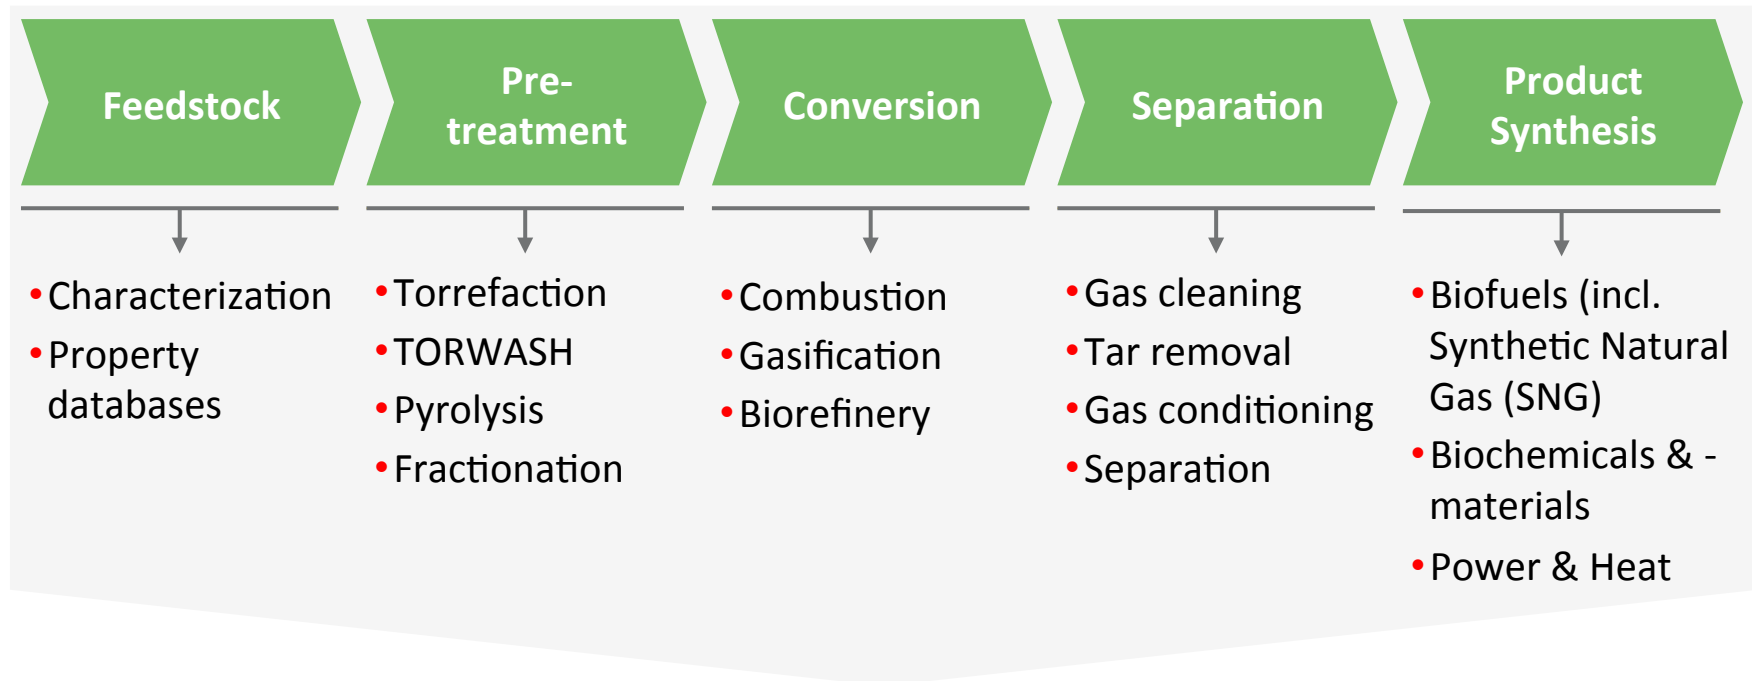 Feedstock
Pre-
treatment
Conversion
Separation
Product
Synthesis
•Characterization
•Property
databases
•Torrefaction
•TORWASH
•Pyrolysis
•Fractionation
•Combustion
•Gasification
•Biorefinery
•Gas cleaning
•Tar removal
•Gas conditioning
•Separation
•Biofuels (incl.
Synthetic Natural
Gas (SNG)
•Biochemicals & -
materials
•Power & Heat